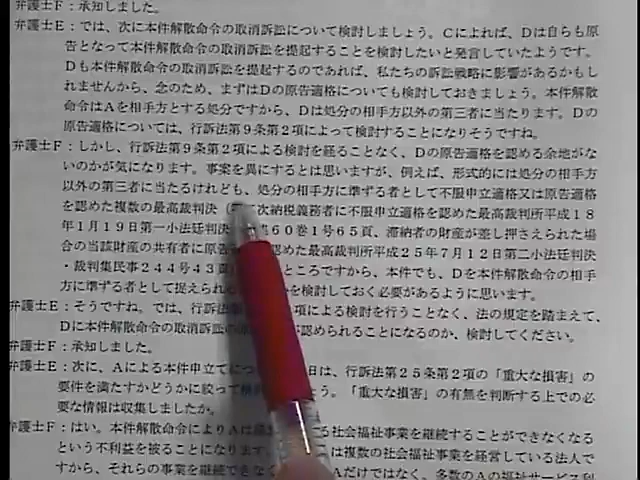 弁護士F：承知しました。
弁護士E：では、次に本件解散命令の取消訴訟について検討しましょう。Cによれば、Dは自らも原
告となって本件解散命令の取消訴訟を提起することを検討したいと発言していたようです。
Dも本件解散命令の取消訴訟を提起するのであれば、私たちの訴訟戦略に影響があるかもし
れませんから、念のため、まずはDの原告適格についても検討しておきましょう。本件解散
命令はAを相手方とする処分ですから、Dは処分の相手方以外の第三者に当たります。Dの
原告適格については、行訴法第９条第２項によって検討することになりそうですね。
弁護士F：しかし、行訴法第９条第２項による検討を経ることなく、Dの原告適格を認める余地がな
いのかが気になります。事案を異にするとは思いますが、例えば、形式的には処分の相手方
以外の第三者に当たるけれども、処分の相手方に準ずる者として不服申立適格又は原告適格
を認めた複数の最高裁判決 次納税義務者に不服申立適格を認めた最高裁判所平成１８
年１月１９日第一小法廷判決 ６０巻１号６５頁、滞納者の財産が差し押さえられた場
合の当該財産の共有者に原告 認めた最高裁判所平成２５年７月１２日第二小法廷判決
・裁判集民事２４４号４３頁 ところですから、本件でも、Dを本件解散命令の相手
方に準ずる者として捉えられ を検討しておく必要があるように思います。
弁護士E：そうですね。では、行訴法 項による検討を行うことなく、法の規定を踏まえて、
Dに本件解散命令の取消訴訟の 認められることになるのか、検討してください。
弁護士F：承知しました。
弁護士E：次に、Aによる本件申立てに 日は、行訴法第２５条第２項の「重大な損害」の
要件を満たすかどうかに絞って検 よう。「重大な損害」の有無を判断する上での必
要な情報は収集しましたか。
弁護士F：はい。本件解散命令によりAは 社会福祉事業を継続することができなくなる
という不利益を被ることになります は複数の社会福祉事業を経営している法人で
すから、それらの事業を継続できな Aだけではなく、多数のAの福祉サービス利